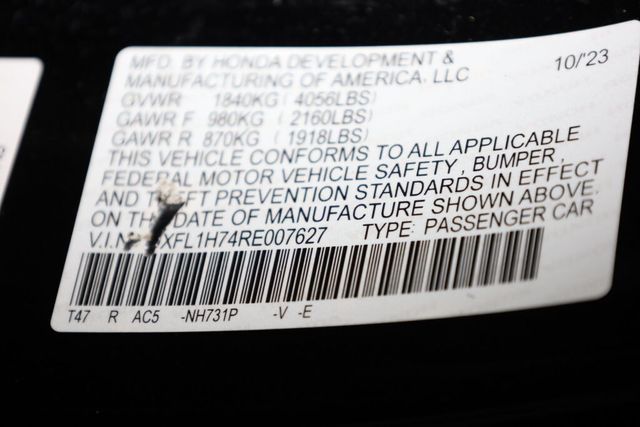 MFD. BY HONDA DEVELOPMENT & 10/'23
MANUFACTURING OF AMERICA, LLC
GVWR 1840KG ( 4056LBS)
GAWR F 980KG ( 2160LBS)
GAWR R 870KG ( 1918LBS)
THIS VEHICLE CONFORMS TO ALL APPLICABLE
FEDERAL MOTOR VEHICLE SAFETY, BUMPER,
AND THEFT PREVENTION STANDARDS IN EFFECT
ON THE DATE OF MANUFACTURE SHOWN ABOVE.
V.I.N. XFL1H74RE007627 TYPE: PASSENGER CAR
T47 R AC5 -NH731P -V -E